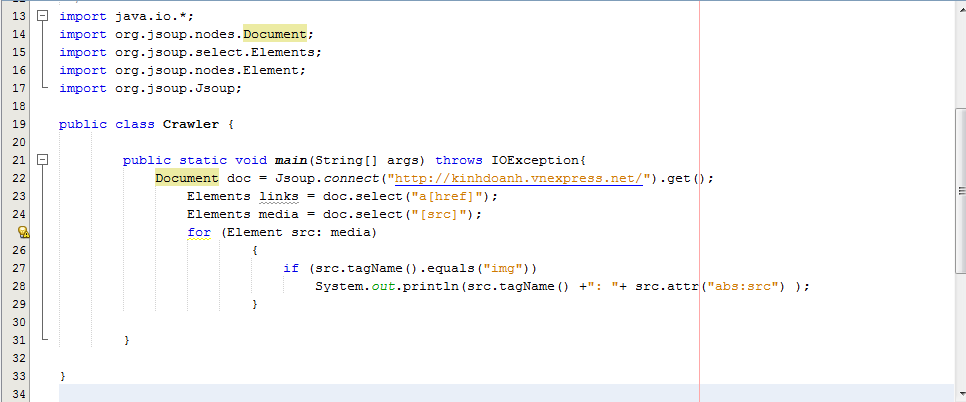 13 import java.io.*;
14 import org.jsoup.nodes.Document;
15 import org.jsoup.select.Elements;
16 import org.jsoup.nodes.Element;
17 import org.jsoup.Jsoup;
18
19 public class Crawler {
20
21 public static void main(String[] args) throws IOException{
22 Document doc = Jsoup.connect("http://kinhdoanh.vnexpress.net/").get();
23 Elements links = doc.select("a[href]");
24 Elements media = doc.select("[src]");
for (Element src: media)
26 {
27 if (src.tagName().equals("img"))
28 System.out.println(src.tagName() +": "+ src.attr("abs:src") );
29 }
30
31 }
32
33 }
34